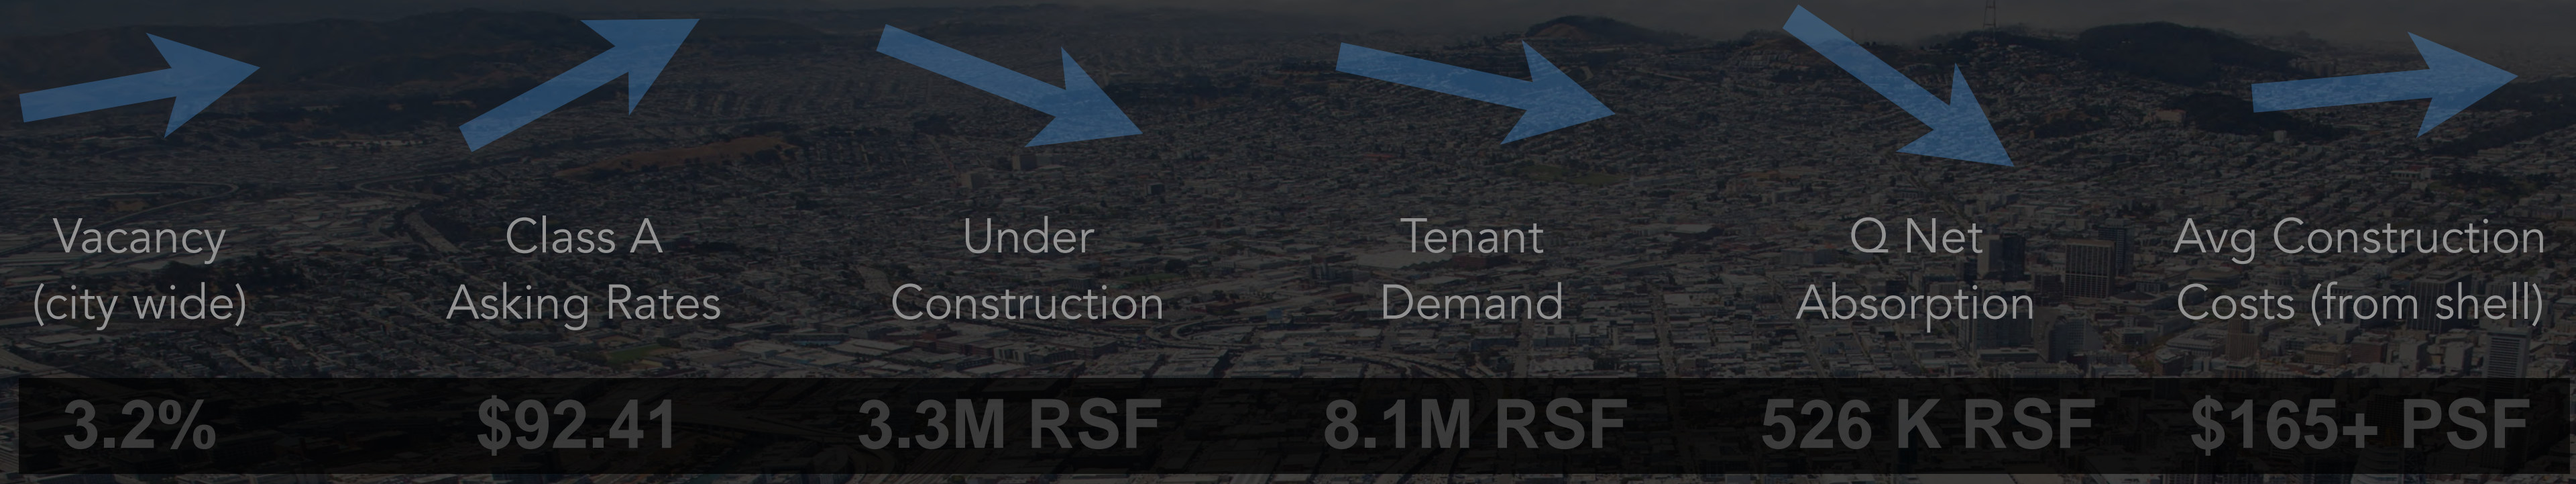 Vacancy
(city wide)
3.2%
Class A
Asking Rates
$92.41
Under
Construction
3.3M RSF
Tenant
Demand
8.1M RSF
Q Net
Absorption
526 K RSF
Avg Construction
Costs (from shell)
$165+ PSF